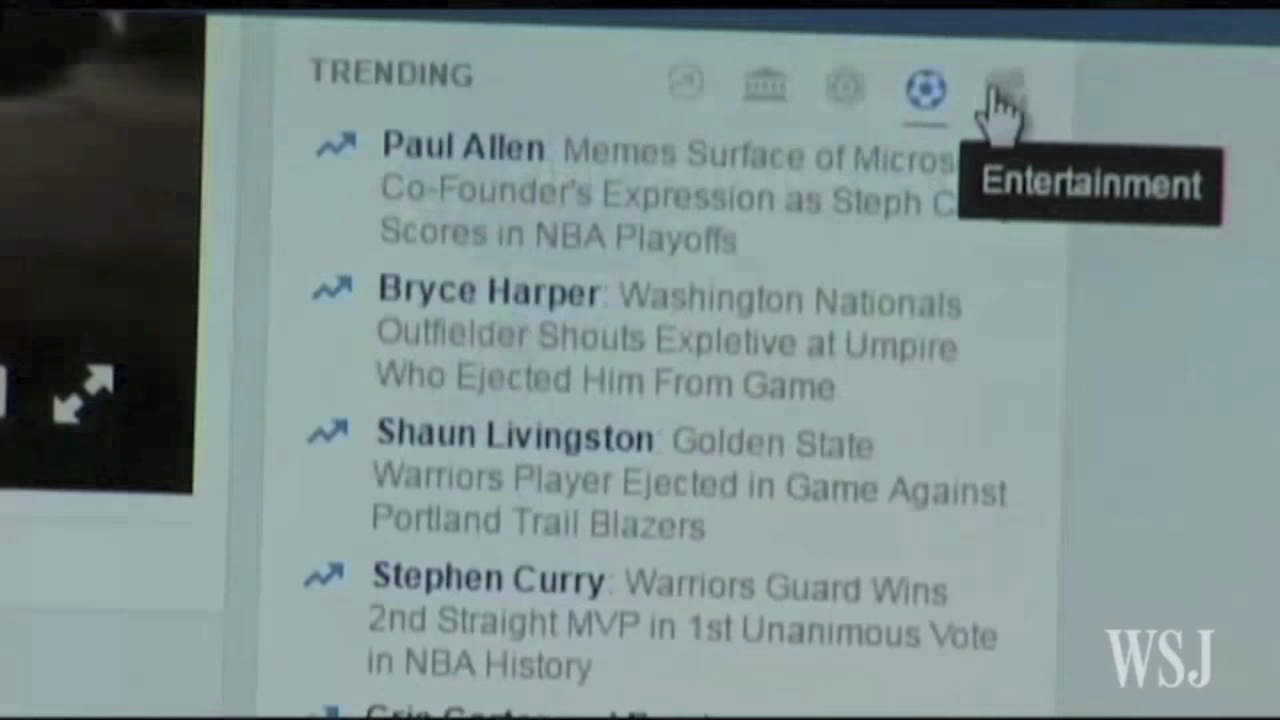 TRENDING
Entertainment
Paul Allen: Memes Surface of Micros
Co-Founder's Expression as Steph C
Scores in NBA Playoffs
Bryce Harper: Washington Nationals
Outfielder Shouts Expletive at Umpire
Who Ejected Him From Game
Shaun Livingston: Golden State
Warriors Player Ejected in Game Against
Portland Trail Blazers
Stephen Curry: Warriors Guard Wins
2nd Straight MVP in 1st Unanimous Vote
in NBA History
WSJ